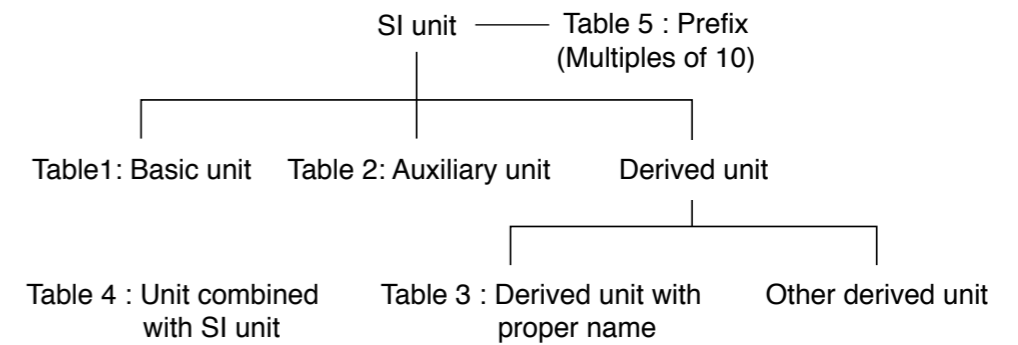 SI unit
Table 5 : Prefix
(Multiples of 10)
Table1: Basic unit
Table 2: Auxiliary unit
Derived unit
Table 4 : Unit combined
with SI unit
Table 3 : Derived unit with
proper name
Other derived unit